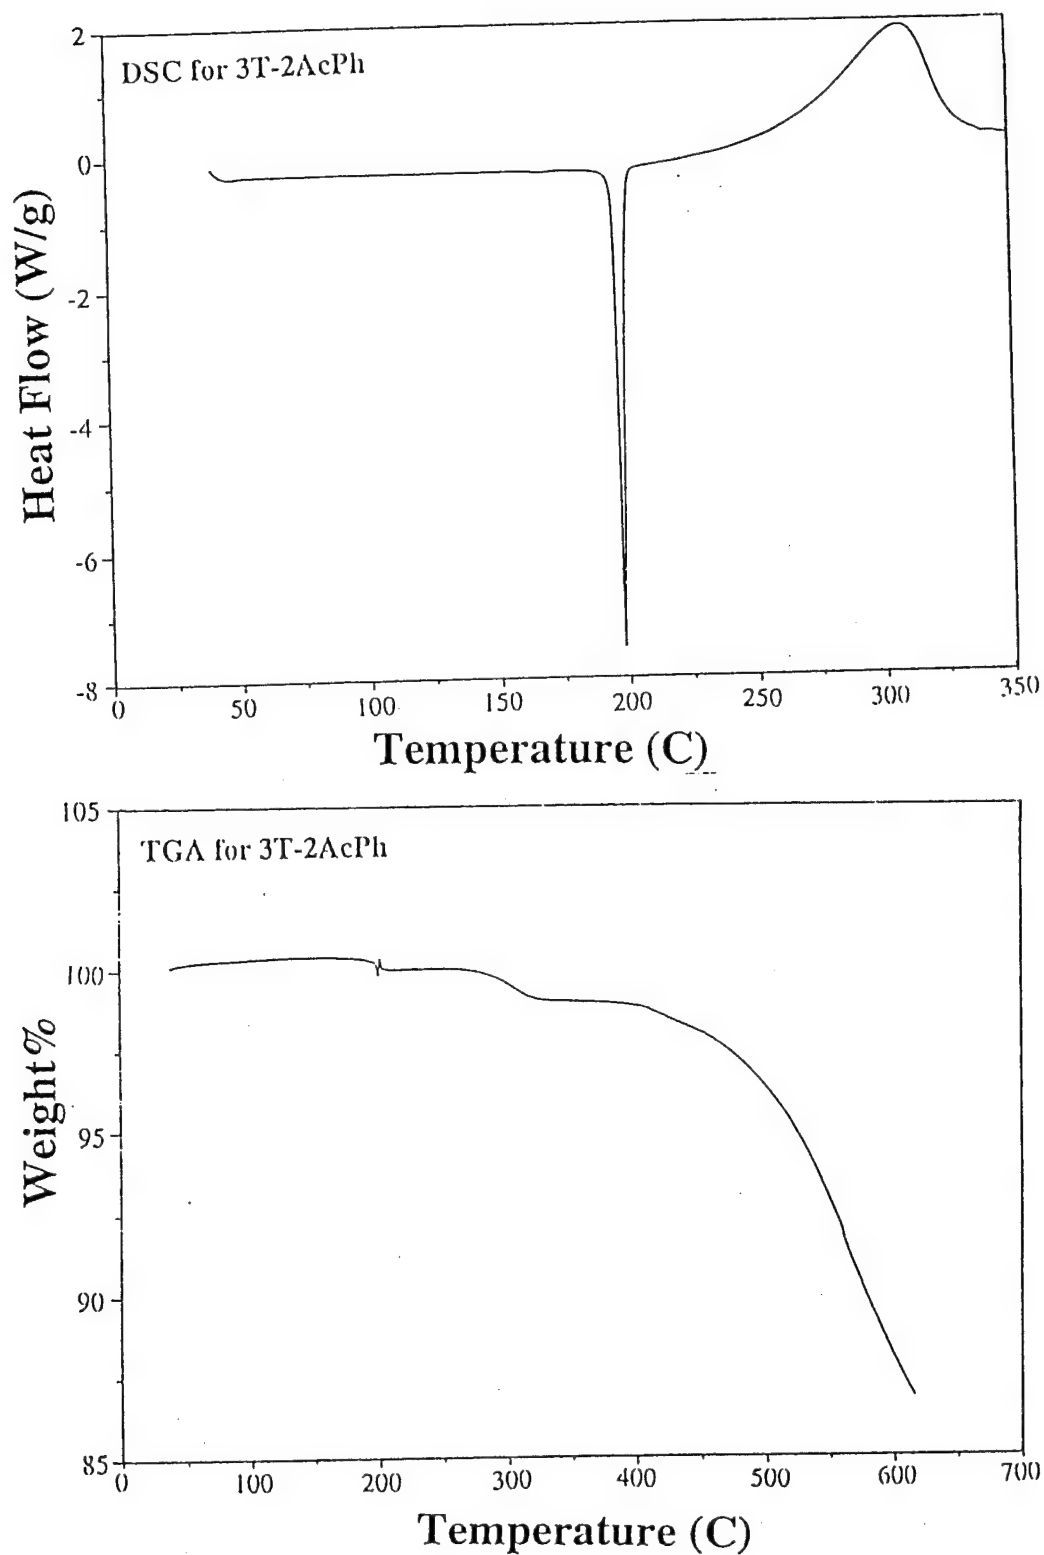 DSC for 3T-2AcPh
2
0
-2
-4
-6
-8
Heat Flow (W/g)
0 50 100 150 200 250 300 350
Temperature (C)
TGA for 3T-2AcPh
105
100
95
90
85
Weight%
0 100 200 300 400 500 600 700
Temperature (C)